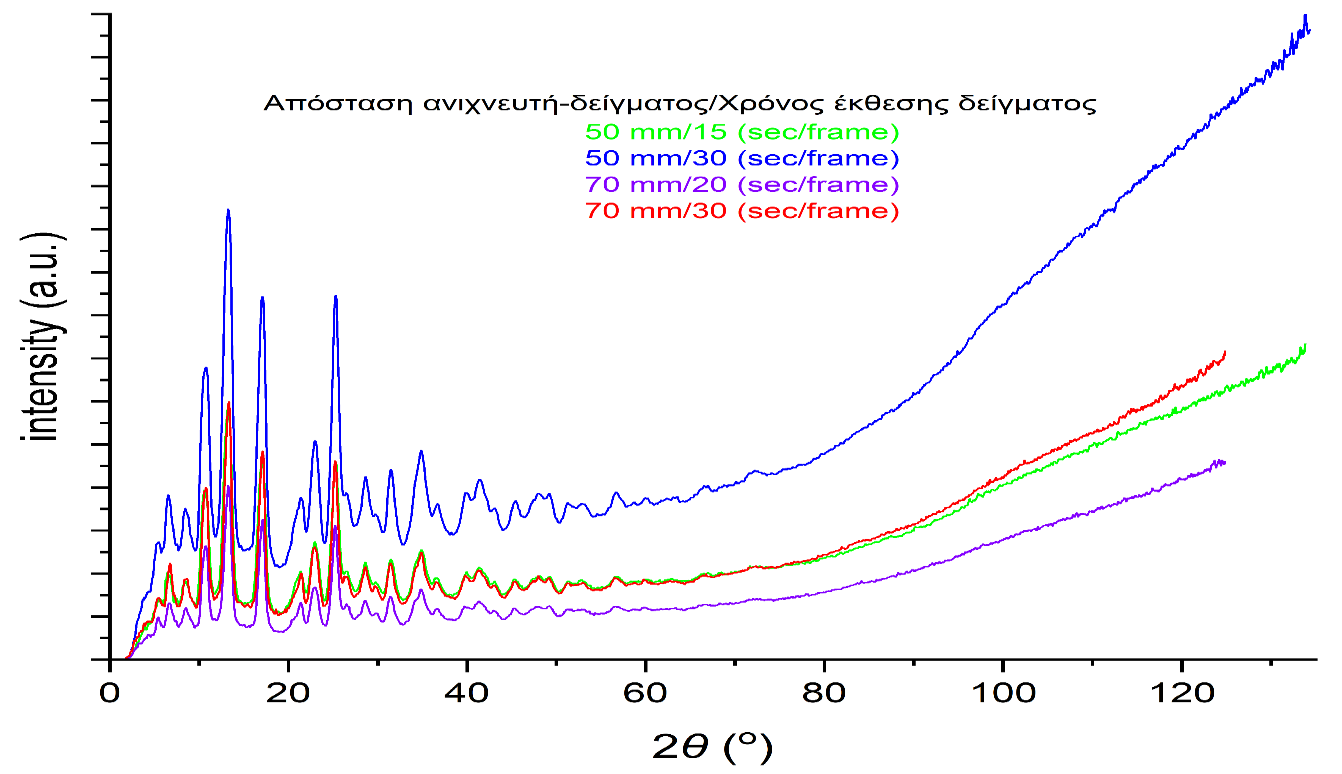 Απόσταση ανιχνευτή-δείγματος/Χρόνος έκθεσης δείγματος
50 mm/15 (sec/frame)
50 mm/30 (sec/frame)
70 mm/20 (sec/frame)
70 mm/30 (sec/frame)
intensity (a.u.)
0 20 40 60 80 100 120
2θ (°)